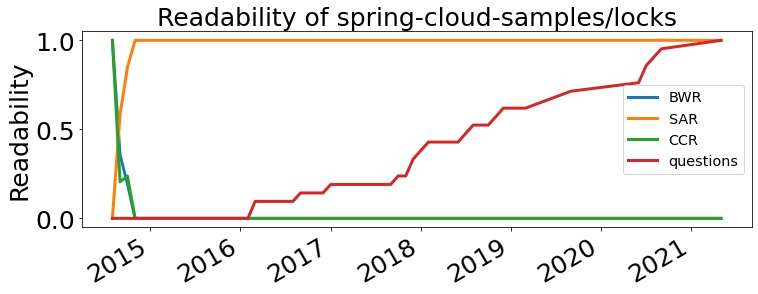 Readability of spring-cloud-samples/locks
Readability
1.0
0.5
0.0
BWR
SAR
CCR
questions
2015
2016
2017
2018
2019
2020
2021